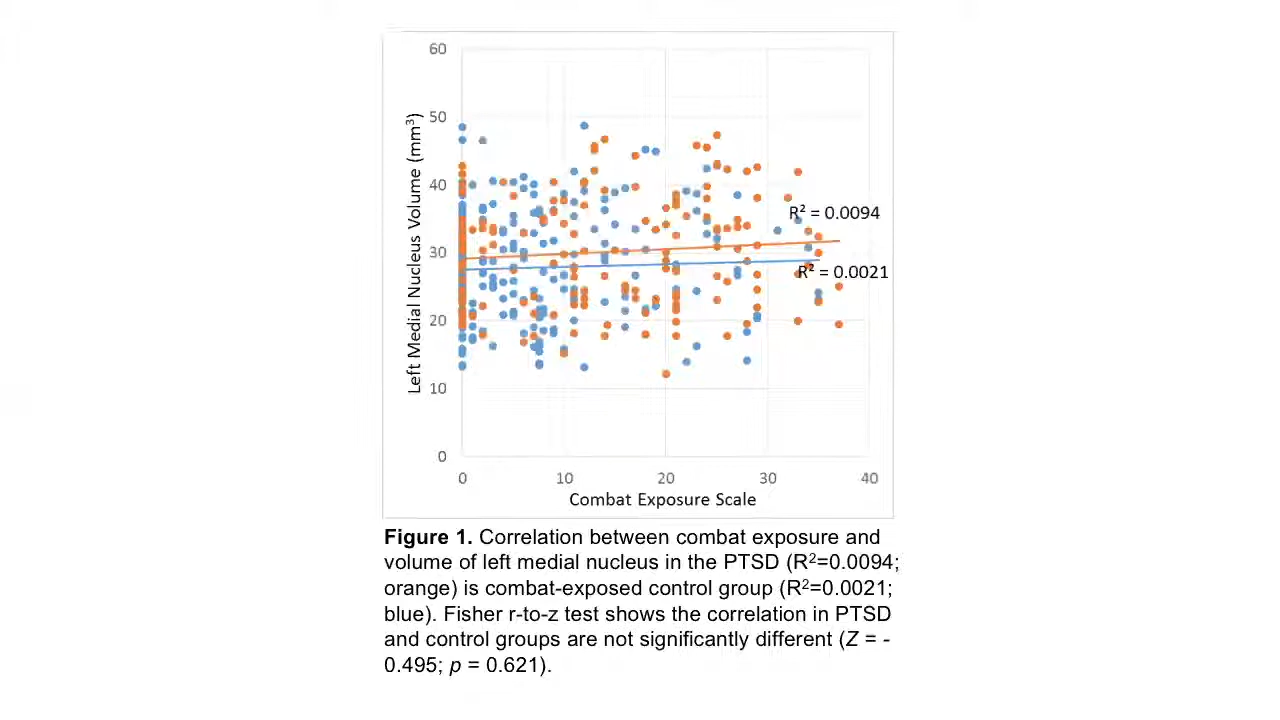 60
50
40
30
20
10
0
Left Medial Nucleus Volume (mm³)
R² = 0.0094
R² = 0.0021
0 10 20 30 40
Combat Exposure Scale
Figure 1. Correlation between combat exposure and
volume of left medial nucleus in the PTSD (R²=0.0094;
orange) is combat-exposed control group (R²=0.0021;
blue). Fisher r-to-z test shows the correlation in PTSD
and control groups are not significantly different (Z = -
0.495; p = 0.621).